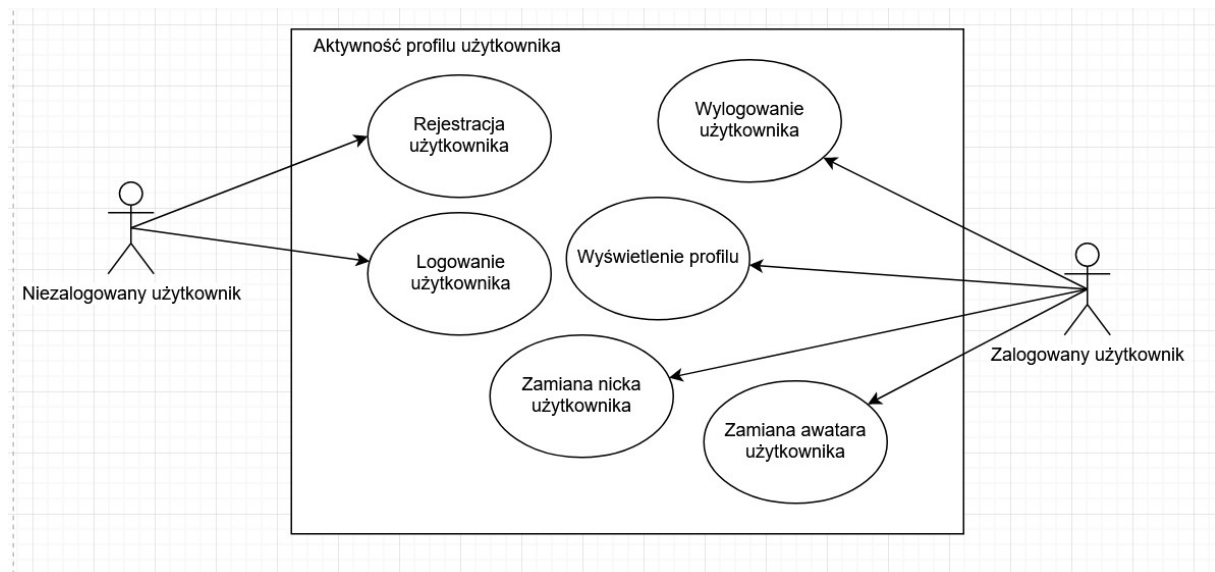 Aktywność profilu użytkownika
Rejestracja
użytkownika
Wylogowanie
użytkownika
Logowanie
użytkownika
Wyświetlenie profilu
Niezalogowany użytkownik
Zalogowany użytkownik
Zamiana nicka
użytkownika
Zamiana awatara
użytkownika